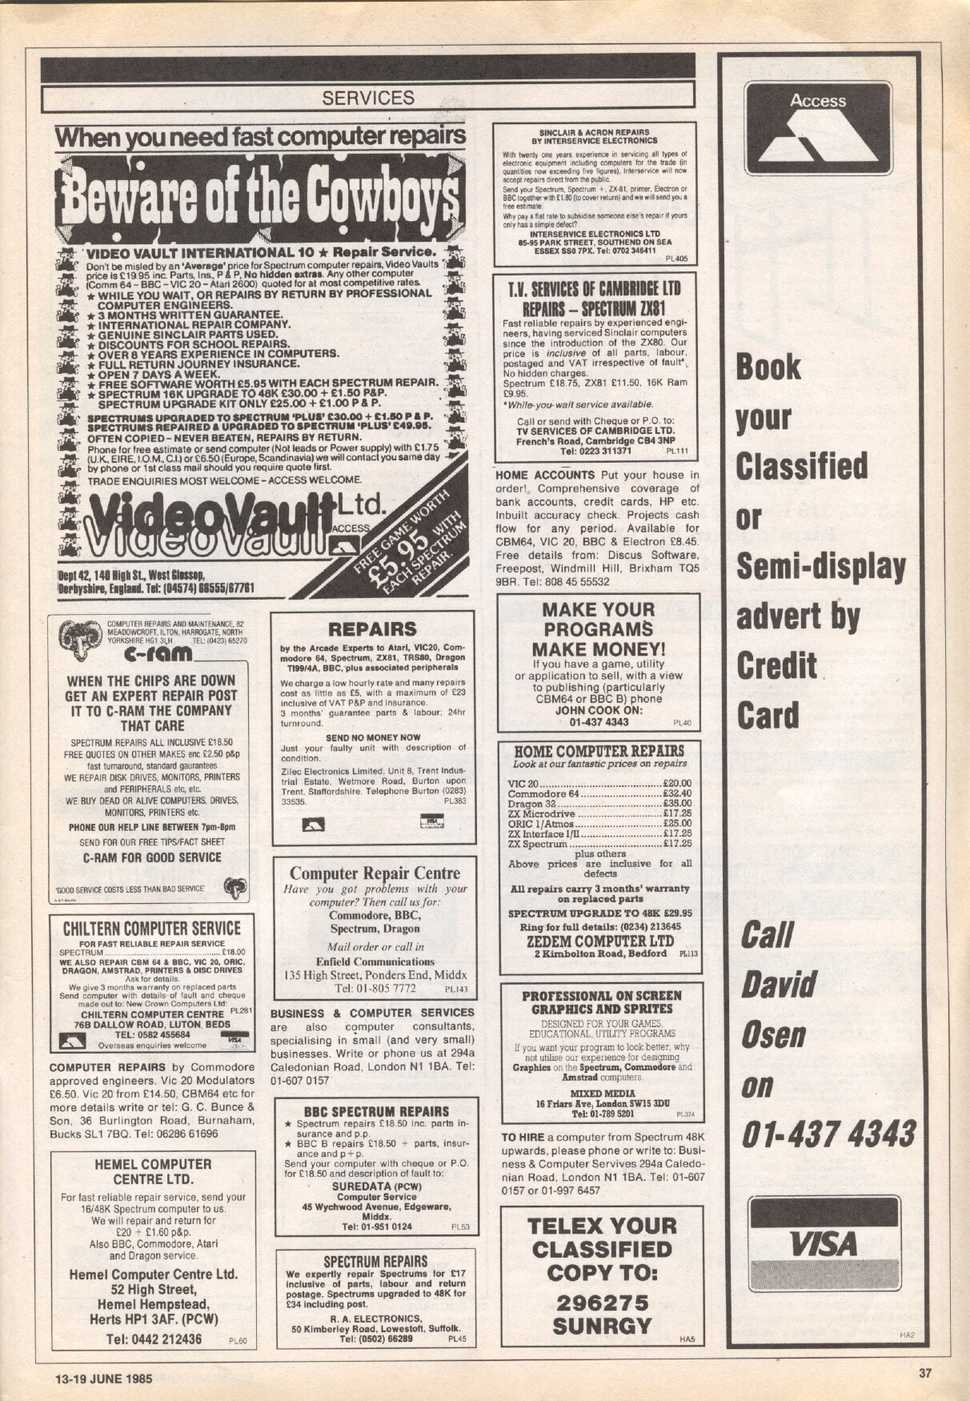 SERVICES
When you need fast computer repairs
Beware of the Cowboys
VIDEO VAULT INTERNATIONAL 10 ★ Repair Service.
Don't be misled by an 'Average' price for Spectrum computer repairs, Video Vaults
price is £19.95 inc. Parts, Ins, P & P, No hidden extras. Any other computer
(Comm 64 – BBC – VIC 20 – Atari 2600) quoted for at most competitive rates.
★ WHILE YOU WAIT, OR REPAIRS BY RETURN BY PROFESSIONAL
COMPUTER ENGINEERS.
★ 3 MONTHS WRITTEN GUARANTEE.
★ INTERNATIONAL REPAIR COMPANY.
★ GENUINE SINCLAIR PARTS USED.
★ DISCOUNTS FOR SCHOOL REPAIRS.
★ OVER 8 YEARS EXPERIENCE IN COMPUTERS.
★ FULL RETURN JOURNEY INSURANCE.
★ OPEN 7 DAYS A WEEK.
★ FREE SOFTWARE WORTH £5.95 WITH EACH SPECTRUM REPAIR.
★ SPECTRUM 16K UPGRADE TO 48K £30.00 + £1.50 P&P.
SPECTRUM UPGRADE KIT ONLY £25.00 + £1.00 P & P.
SPECTRUMS UPGRADED TO SPECTRUM 'PLUS' £30.00 + £1.50 P & P.
SPECTRUMS REPAIRED & UPGRADED TO SPECTRUM 'PLUS' £49.95.
OFTEN COPIED – NEVER BEATEN, REPAIRS BY RETURN.
Phone for free estimate or send computer (Not leads or Power supply) with £1.75
(U.K, EIRE, I.O.M, C.I.) or £6.50 (Europe, Scandinavia) we will contact you same day
by phone or 1st class mail should you require quote first.
TRADE ENQUIRIES MOST WELCOME – ACCESS WELCOME.
VideoVault Ltd.
VideoVault
ACCESS
FREE GAME WORTH
£5.95 WITH
EACH SPECTRUM
REPAIR.
Dept 42, 140 High St., West Glossop,
Derbyshire, England. Tel: (04574) 66555/67761
COMPUTER REPAIRS AND MAINTENANCE, 82
MEADOWCROFT, ILTON, HARROGATE, NORTH
YORKSHIRE HG1 3LH TEL: (0423) 65270
c-ram
WHEN THE CHIPS ARE DOWN
GET AN EXPERT REPAIR POST
IT TO C-RAM THE COMPANY
THAT CARE
SPECTRUM REPAIRS ALL INCLUSIVE £18.50
FREE QUOTES ON OTHER MAKES enc £2.50 p&p
fast turnaround, standard gaurantees
WE REPAIR DISK DRIVES, MONITORS, PRINTERS
and PERIPHERALS etc, etc.
WE BUY DEAD OR ALIVE COMPUTERS, DRIVES,
MONITORS, PRINTERS etc.
PHONE OUR HELP LINE BETWEEN 7pm-8pm
SEND FOR OUR FREE TIPS/FACT SHEET
C-RAM FOR GOOD SERVICE
'GOOD SERVICE COSTS LESS THAN BAD SERVICE'
CHILTERN COMPUTER SERVICE
FOR FAST RELIABLE REPAIR SERVICE
SPECTRUM ........ £18.00
WE ALSO REPAIR CBM 64 & BBC, VIC 20, ORIC,
DRAGON, AMSTRAD, PRINTERS & DISC DRIVES
Ask for details.
We give 3 months warranty on replaced parts
Send computer with details of fault and cheque
made out to: New Crown Computers Ltd:
CHILTERN COMPUTER CENTRE PL281
76B DALLOW ROAD, LUTON, BEDS
TEL: 0582 455684
Overseas enquiries welcome
VISA
COMPUTER REPAIRS by Commodore
approved engineers. Vic 20 Modulators
£6.50. Vic 20 from £14.50, CBM64 etc for
more details write or tel: G. C. Bunce &
Son, 36 Burlington Road, Burnaham,
Bucks SL1 7BQ. Tel: 06286 61696
HEMEL COMPUTER
CENTRE LTD.
For fast reliable repair service, send your
16/48K Spectrum computer to us.
We will repair and return for
£20 + £1.60 p&p.
Also BBC, Commodore, Atari
and Dragon service.
Hemel Computer Centre Ltd.
52 High Street,
Hemel Hempstead,
Herts HP1 3AF. (PCW)
Tel: 0442 212436 PL60
REPAIRS
by the Arcade Experts to Atari, VIC20, Com-
modore 64, Spectrum, ZX81, TRS80, Dragon
TI99/4A, BBC, plus associated peripherals
We charge a low hourly rate and many repairs
cost as little as £5, with a maximum of £23
inclusive of VAT P&P and insurance.
3 months' guarantee parts & labour; 24hr
turnround.
SEND NO MONEY NOW
Just your faulty unit with description of
condition.
Zilec Electronics Limited, Unit 8, Trent Indus-
trial Estate, Wetmore Road, Burton upon
Trent, Staffordshire. Telephone Burton (0283)
33535. PL383
Computer Repair Centre
Have you got problems with your
computer? Then call us for:
Commodore, BBC,
Spectrum, Dragon
Mail order or call in
Enfield Communications
135 High Street, Ponders End, Middx
Tel: 01-805 7772 PL143
BUSINESS & COMPUTER SERVICES
are also computer consultants,
specialising in small (and very small)
businesses. Write or phone us at 294a
Caledonian Road, London N1 1BA. Tel:
01-607 0157
BBC SPECTRUM REPAIRS
★ Spectrum repairs £18.50 inc. parts in-
surance and p.p.
★ BBC B repairs £18.50 + parts, insur-
ance and p+p.
Send your computer with cheque or P.O.
for £18.50 and description of fault to:
SUREDATA (PCW)
Computer Service
45 Wychwood Avenue, Edgeware,
Middx.
Tel: 01-951 0124 PL53
SPECTRUM REPAIRS
We expertly repair Spectrums for £17
inclusive of parts, labour and return
postage. Spectrums upgraded to 48K for
£34 including post.
R. A. ELECTRONICS,
50 Kimberley Road, Lowestoft, Suffolk.
Tel: (0502) 66289 PL45
SINCLAIR & ACRON REPAIRS
BY INTERSERVICE ELECTRONICS
With twenty one years experience in servicing all types of
electronic equipment including computers for the trade (in
quantities now exceeding five figures), Interservice will now
accept repairs direct from the public.
Send your Spectrum, Spectrum +, ZX-81, printer, Electron or
BBC together with £1.80 (to cover return) and we will send you a
free estimate.
Why pay a flat rate to subsidise someone else's repair if yours
only has a simple defect?
INTERSERVICE ELECTRONICS LTD
85-95 PARK STREET, SOUTHEND ON SEA
ESSEX SS0 7PX. Tel: 0702 346411
PL405
T.V. SERVICES OF CAMBRIDGE LTD
REPAIRS – SPECTRUM ZX81
Fast reliable repairs by experienced engi-
neers, having serviced Sinclair computers
since the introduction of the ZX80. Our
price is inclusive of all parts, labour,
postaged and VAT irrespective of fault*.
No hidden charges.
Spectrum £18.75, ZX81 £11.50, 16K Ram
£9.95.
*While-you-wait service available.
Send with Cheque or P.O. to:
TV SERVICES OF CAMBRIDGE LTD.
French's Road, Cambridge CB4 3NP
Tel: 0223 311371 PL111
HOME ACCOUNTS Put your house in
order!. Comprehensive coverage of
bank accounts, credit cards, HP etc.
Inbuilt accuracy check. Projects cash
flow for any period. Available for
CBM64, VIC 20, BBC & Electron £8.45.
Free details from: Discus Software,
Freepost, Windmill Hill, Brixham TQ5
9BR. Tel: 808 45 55532
MAKE YOUR
PROGRAMS
MAKE MONEY!
If you have a game, utility
or application to sell, with a view
to publishing (particularly
CBM64 or BBC B) phone
JOHN COOK ON:
01-437 4343 PL40
HOME COMPUTER REPAIRS
Look at our fantastic prices on repairs
VIC 20........£20.00
Commodore 64........£32.40
Dragon 32........£35.00
ZX Microdrive........£17.25
ORIC 1/Atmos........£25.00
ZX Interface I/II........£17.25
ZX Spectrum........£17.25
plus others
Above prices are inclusive for all
defects
All repairs carry 3 months' warranty
on replaced parts
SPECTRUM UPGRADE TO 48K £29.95
Ring for full details: (0234) 213645
ZEDEM COMPUTER LTD
2 Kimbolton Road, Bedford PL113
PROFESSIONAL ON SCREEN
GRAPHICS AND SPRITES
DESIGNED FOR YOUR GAMES,
EDUCATIONAL, UTILITY PROGRAMS
If you want your program to look better, why
not utilise our experience for designing
Graphics on the Spectrum, Commodore and
Amstrad computers.
MIXED MEDIA
16 Friars Ave, London SW15 3DU
Tel: 01-789 5201 PL374
TO HIRE a computer from Spectrum 48K
upwards, please phone or write to: Busi-
ness & Computer Servives 294a Caledo-
nian Road, London N1 1BA. Tel: 01-607
0157 or 01-997 6457
TELEX YOUR
CLASSIFIED
COPY TO:
296275
SUNRGY
HA5
Access
Book
your
Classified
or
Semi-display
advert by
Credit
Card
Call
David
Osen
on
01-437 4343
VISA
HA2
13-19 JUNE 1985
37